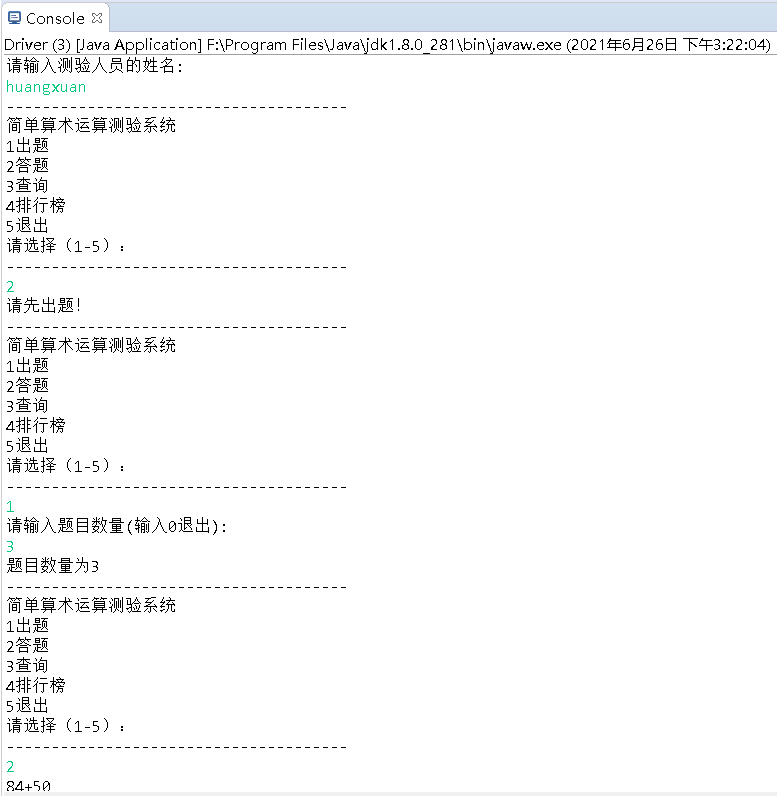 Console
Driver (3) [Java Application] F:\Program Files\Java\jdk1.8.0_281\bin\javaw.exe (2021年6月26日 下午3:22:04)
请输入测验人员的姓名:
huangxuan
-------------------------------------
简单算术运算测验系统
1出题
2答题
3查询
4排行榜
5退出
请选择（1-5）：
-------------------------------------
2
请先出题!
-------------------------------------
简单算术运算测验系统
1出题
2答题
3查询
4排行榜
5退出
请选择（1-5）：
-------------------------------------
1
请输入题目数量(输入0退出):
3
题目数量为3
-------------------------------------
简单算术运算测验系统
1出题
2答题
3查询
4排行榜
5退出
请选择（1-5）：
-------------------------------------
2
84+50